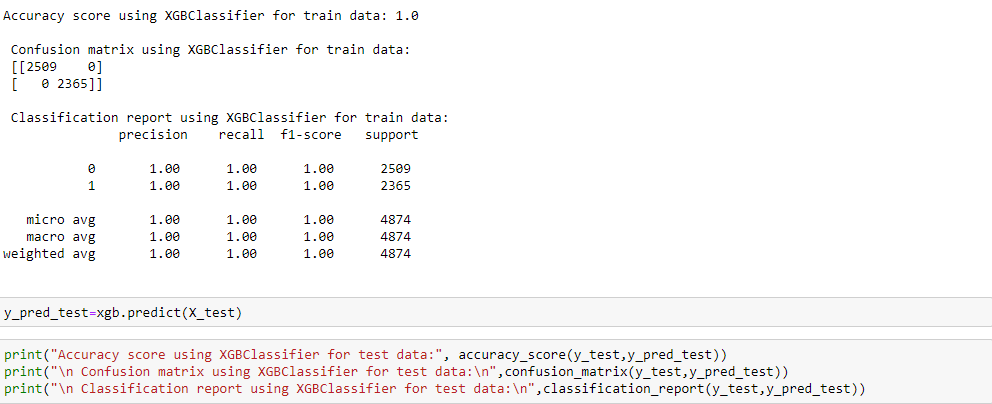 Accuracy score using XGBClassifier for train data: 1.0
Confusion matrix using XGBClassifier for train data:
[[2509    0]
[   0 2365]]
Classification report using XGBClassifier for train data:
precision    recall  f1-score   support
0       1.00      1.00      1.00      2509
1       1.00      1.00      1.00      2365
micro avg       1.00      1.00      1.00      4874
macro avg       1.00      1.00      1.00      4874
weighted avg       1.00      1.00      1.00      4874
y_pred_test=xgb.predict(X_test)
print("Accuracy score using XGBClassifier for test data:", accuracy_score(y_test,y_pred_test))
print("\n Confusion matrix using XGBClassifier for test data:\n",confusion_matrix(y_test,y_pred_test))
print("\n Classification report using XGBClassifier for test data:\n",classification_report(y_test,y_pred_test))